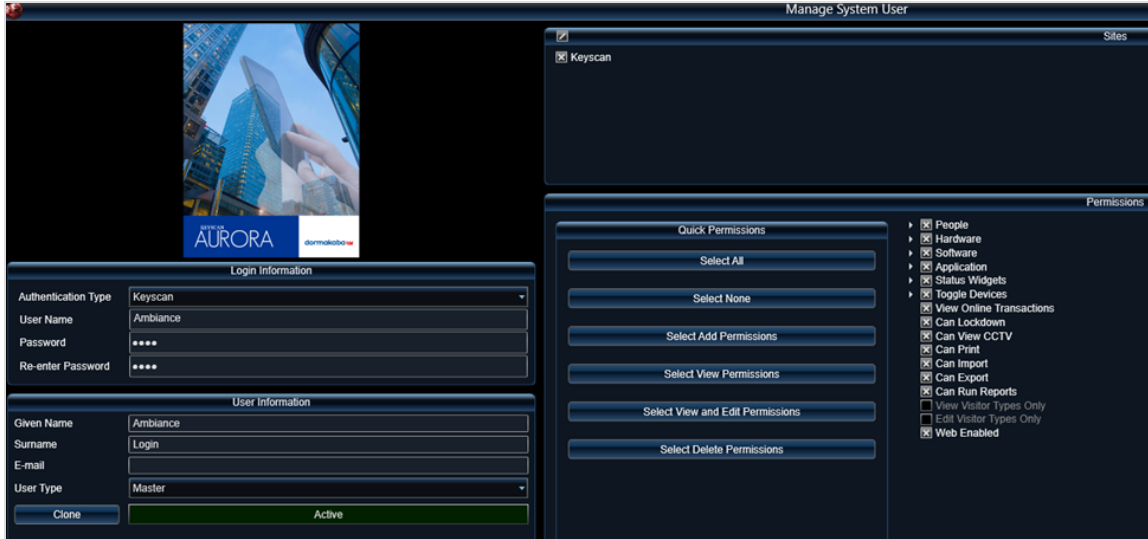 Manage System User
KEYSCAN
AURORA
dormakaba
Login Information
Authentication Type Keyscan
User Name Ambiance
Password ●●●●
Re-enter Password ●●●●
User Information
Given Name Ambiance
Surname Login
E-mail
User Type Master
Clone Active
Sites
Keyscan
Permissions
Quick Permissions
Select All
Select None
Select Add Permissions
Select View Permissions
Select View and Edit Permissions
Select Delete Permissions
People
Hardware
Software
Application
Status Widgets
Toggle Devices
View Online Transactions
Can Lockdown
Can View CCTV
Can Print
Can Import
Can Export
Can Run Reports
View Visitor Types Only
Edit Visitor Types Only
Web Enabled